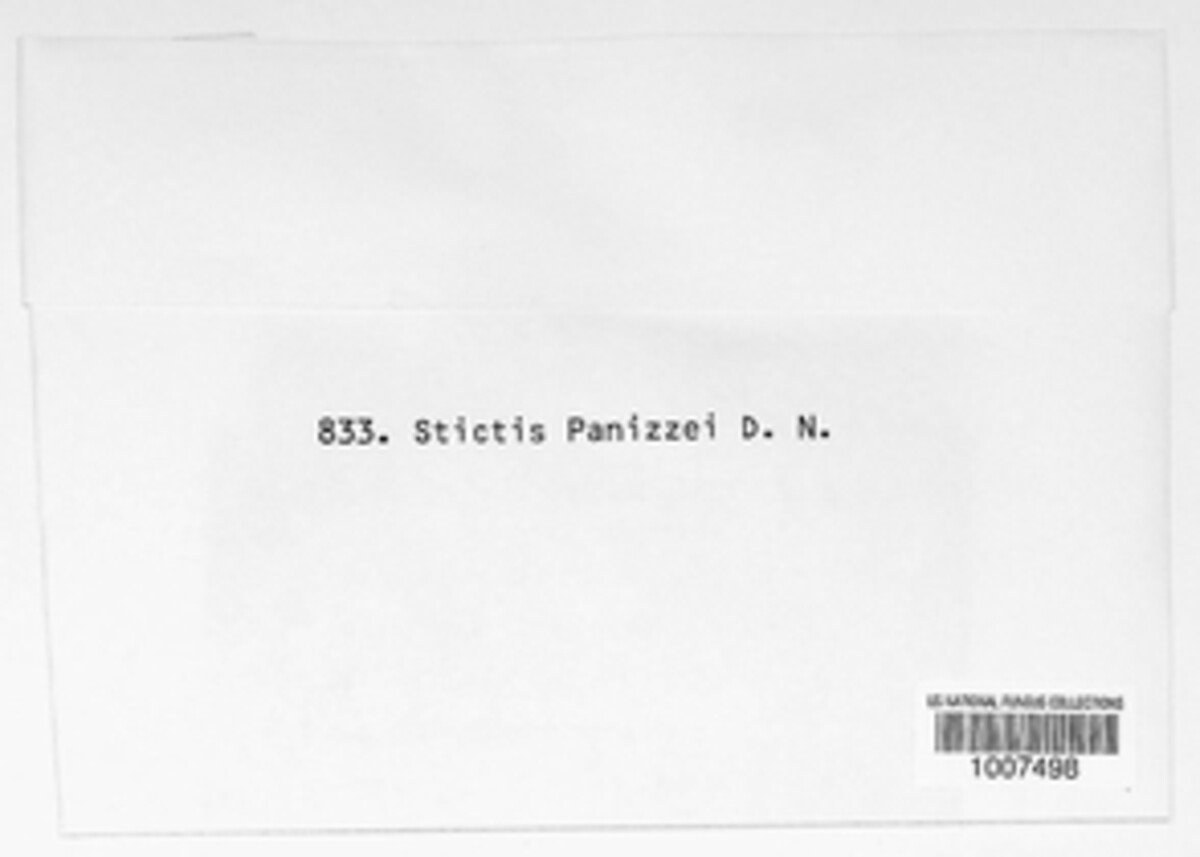 833. Stictis Panizzei D. N.
US NATIONAL FUNGUS COLLECTIONS
1007498